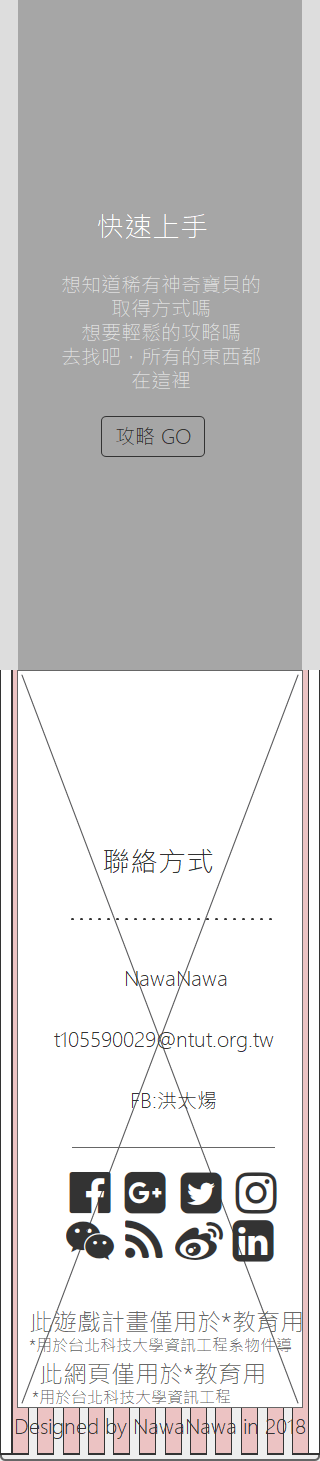 快速上手
想知道稀有神奇寶貝的
取得方式嗎
想要輕鬆的攻略嗎
去找吧，所有的東西都
在這裡
攻略 GO
聯絡方式
NawaNawa
t105590029@ntut.org.tw
FB:洪大煬
此遊戲計畫僅用於*教育用
*用於台北科技大學資訊工程系物件導
此網頁僅用於*教育用
*用於台北科技大學資訊工程
Designed by NawaNawa in 2018